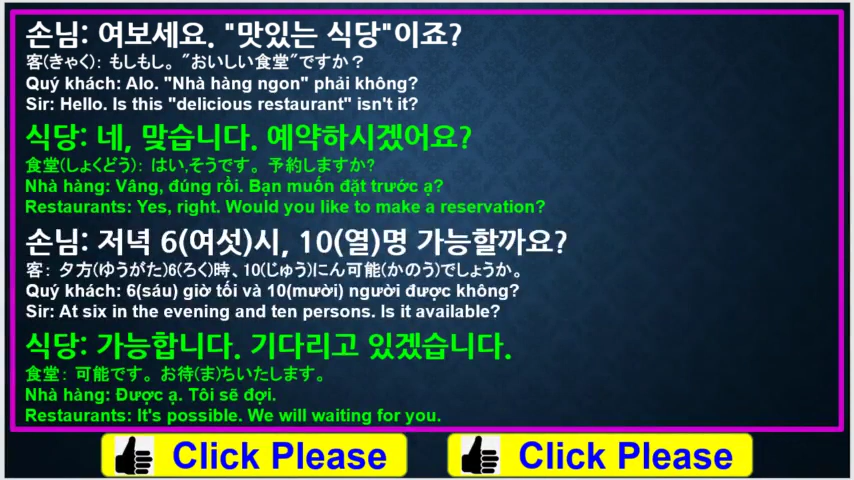 손님: 여보세요. "맛있는 식당"이죠?
客(きゃく): もしもし。 "おいしい食堂"ですか？
Quý khách: Alo. "Nhà hàng ngon" phải không?
Sir: Hello. Is this "delicious restaurant" isn't it?
식당: 네, 맞습니다. 예약하시겠어요?
食堂(しょくどう): はい,そうです。 予約しますか?
Nhà hàng: Vâng, đúng rồi. Bạn muốn đặt trước ạ?
Restaurants: Yes, right. Would you like to make a reservation?
손님: 저녁 6(여섯)시, 10(열)명 가능할까요?
客: 夕方(ゆうがた)6(ろく)時、10(じゅう)にん可能(かのう)でしょうか。
Quý khách: 6(sáu) giờ tối và 10(mười) người được không?
Sir: At six in the evening and ten persons. Is it available?
식당: 가능합니다. 기다리고 있겠습니다.
食堂: 可能です。 お待(ま)ちいたします。
Nhà hàng: Được ạ. Tôi sẽ đợi.
Restaurants: It's possible. We will waiting for you.
Click Please
Click Please